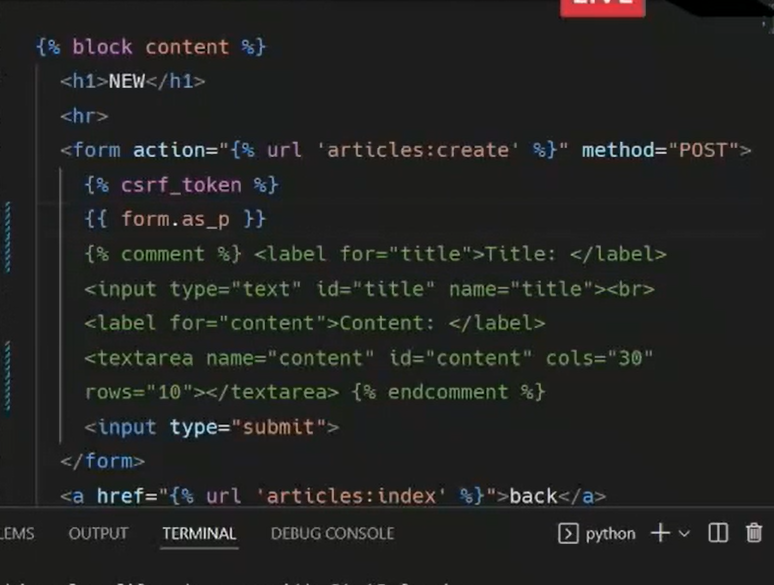 LIVE
{% block content %}
<h1>NEW</h1>
<hr>
<form action="{% url 'articles:create' %}" method="POST">
{% csrf_token %}
{{ form.as_p }}
{% comment %} <label for="title">Title: </label>
<input type="text" id="title" name="title"><br>
<label for="content">Content: </label>
<textarea name="content" id="content" cols="30"
rows="10"></textarea> {% endcomment %}
<input type="submit">
</form>
<a href="{% url 'articles:index' %}">back</a>
LEMS OUTPUT TERMINAL DEBUG CONSOLE python